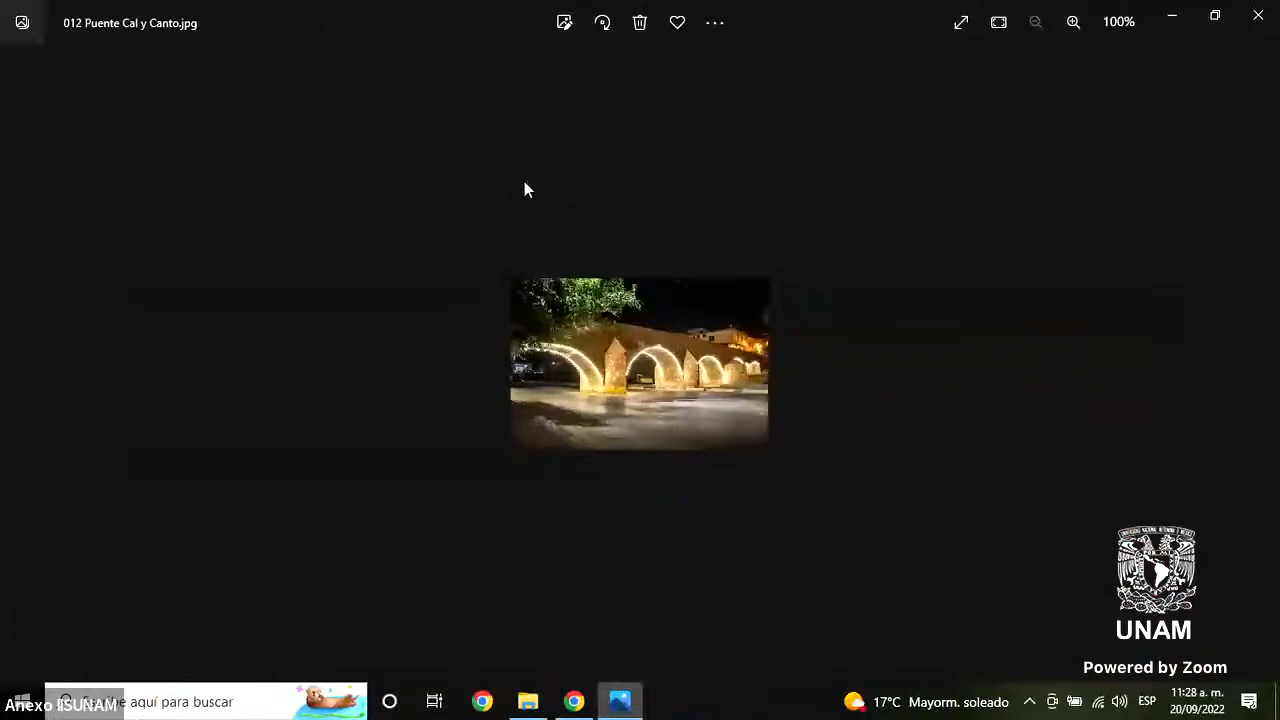 012 Puente Cal y Canto.jpg
100%
UNAM
Powered by Zoom
Anexo IISUNAM
aquí para buscar
17°C Mayorm. soleado
ESP
11:28 a. m.
20/09/2022